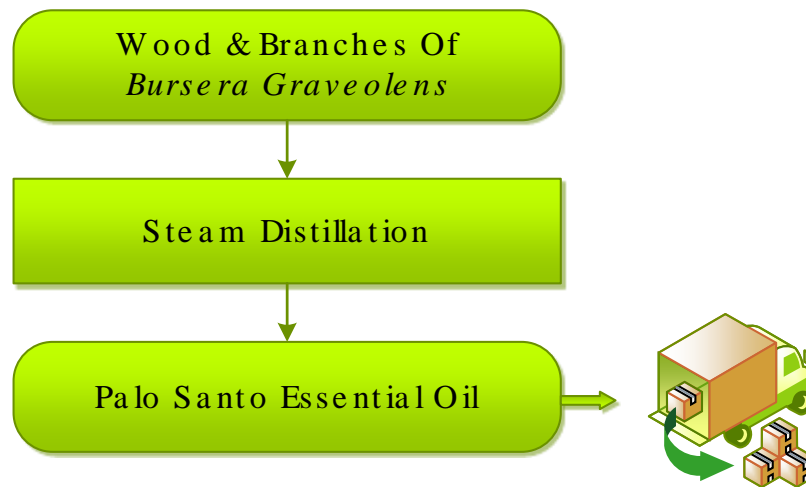 Wood & Branches Of
Bursera Graveolens
Steam Distillation
Palo Santo Essential Oil